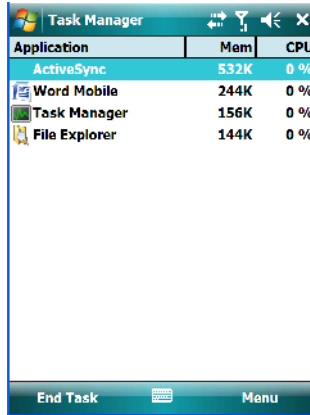 Task Manager
Application Mem CPU
ActiveSync 532K 0 %
Word Mobile 244K 0 %
Task Manager 156K 0 %
File Explorer 144K 0 %
End Task Menu